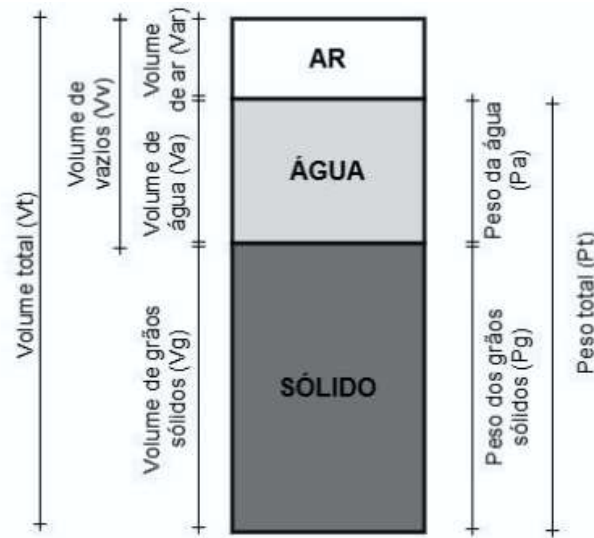 Volume total (Vt)
Volume de
vazios (Vv)
Volume
de ar (Var)
Volume de
água (Va)
Volume de grãos
sólidos (Vg)
AR
ÁGUA
SÓLIDO
Peso da água
(Pa)
Peso dos grãos
sólidos (Pg)
Peso total (Pt)